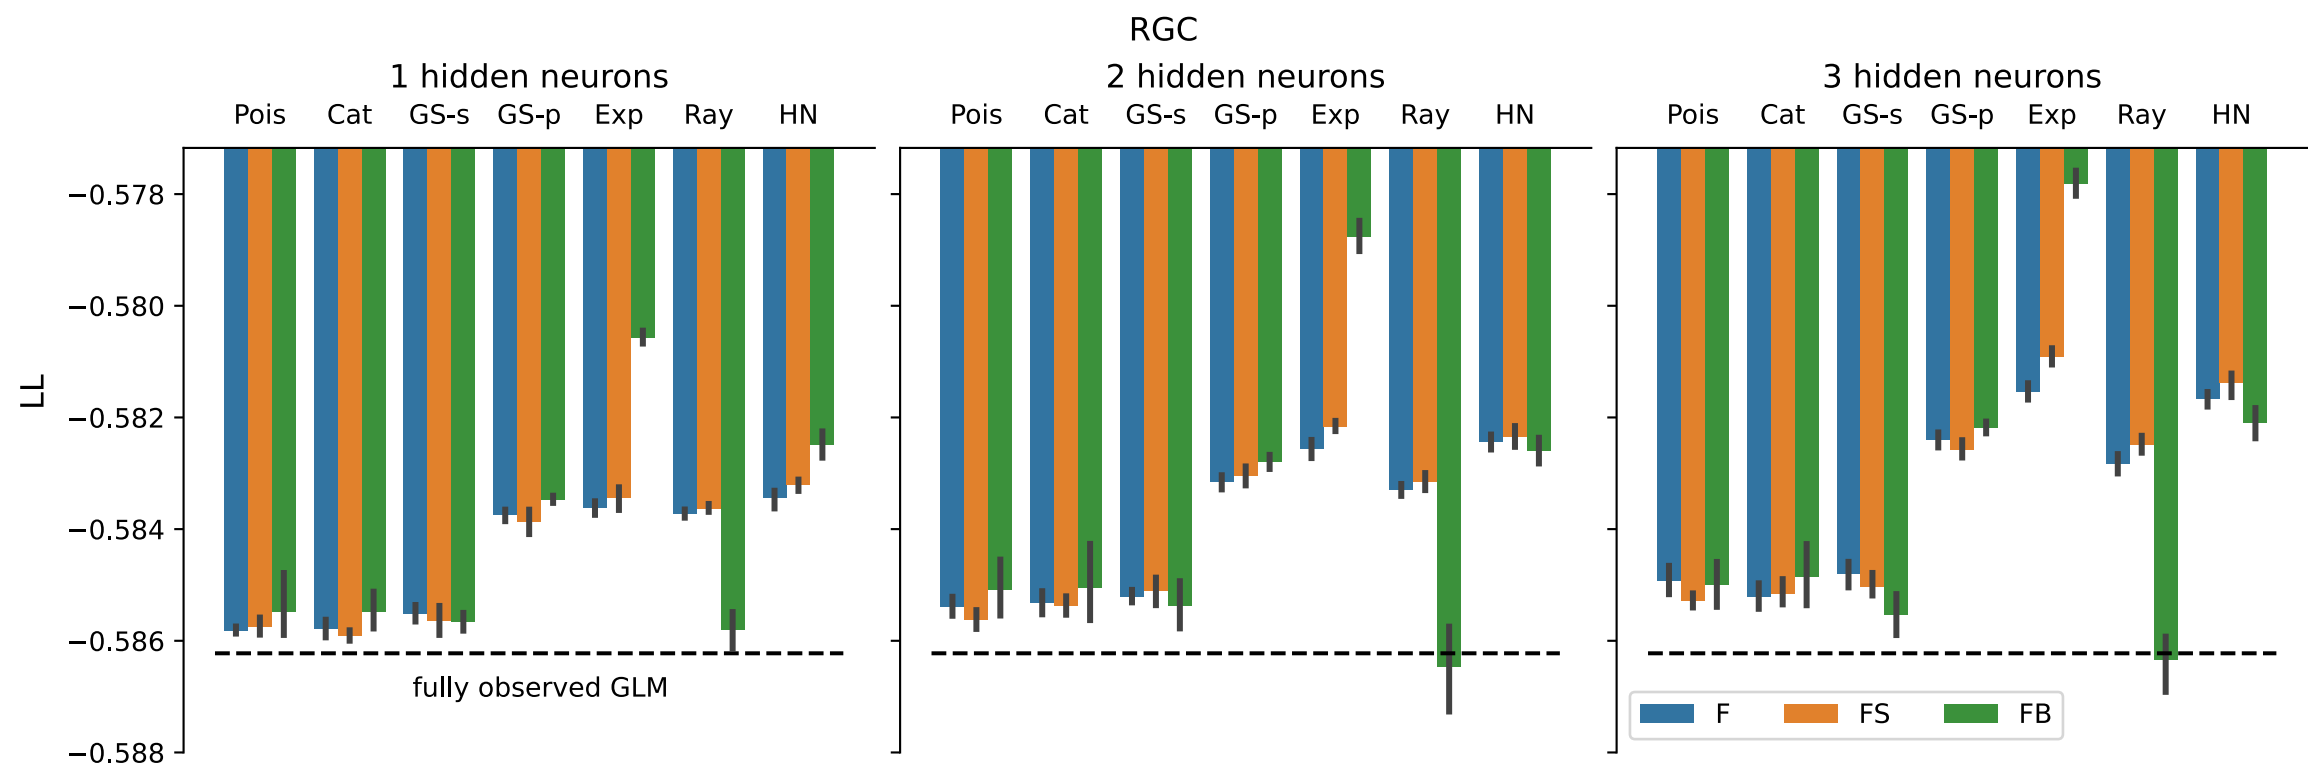 RGC
1 hidden neurons
2 hidden neurons
3 hidden neurons
Pois Cat GS-s GS-p Exp Ray HN
Pois Cat GS-s GS-p Exp Ray HN
Pois Cat GS-s GS-p Exp Ray HN
LL
−0.578
−0.580
−0.582
−0.584
−0.586
−0.588
fully observed GLM
F FS FB